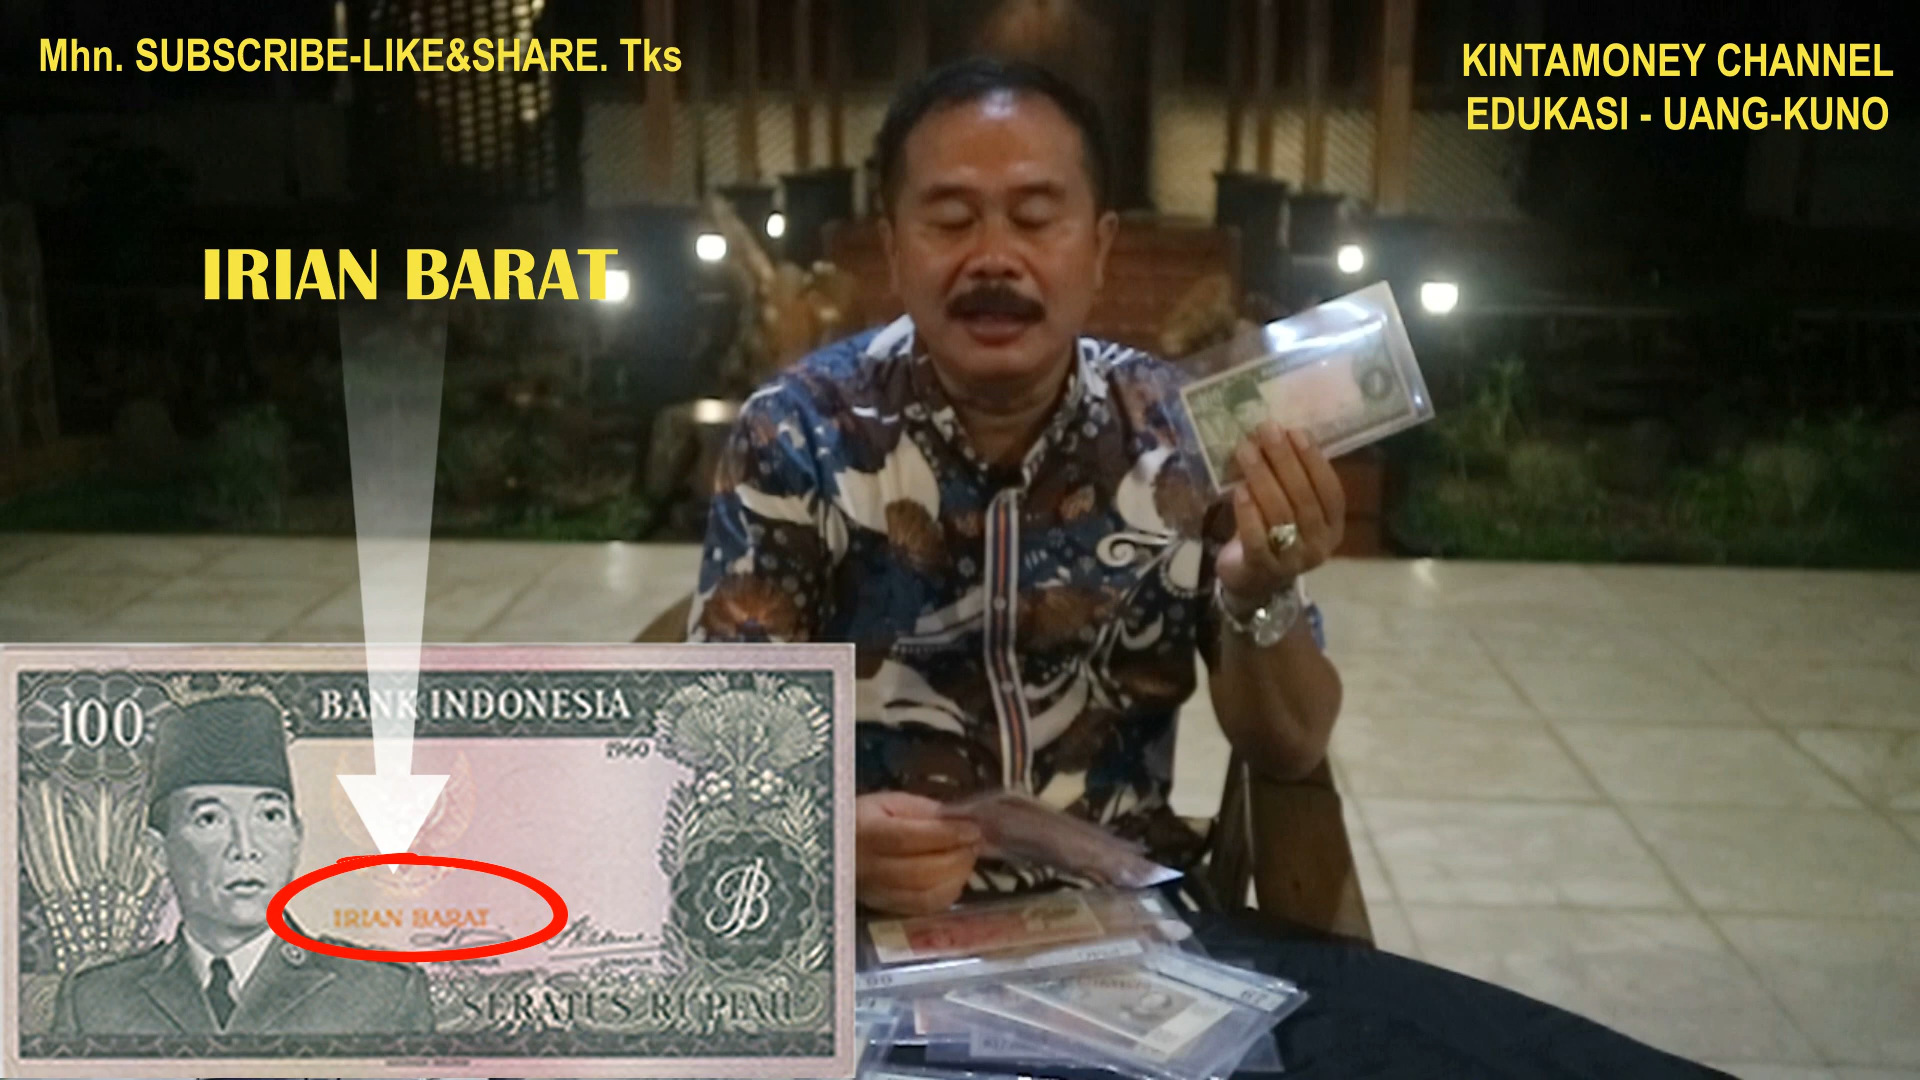 Mhn. SUBSCRIBE-LIKE&SHARE. Tks
KINTAMONEY CHANNEL
EDUKASI - UANG-KUNO
IRIAN BARAT
100
BANK INDONESIA
1960
IRIAN BARAT
SERATUS RUPIAH